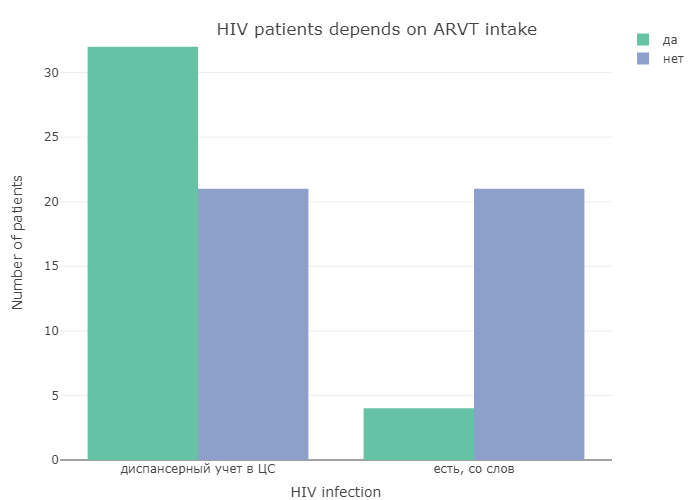 HIV patients depends on ARVT intake
да
нет
30
25
20
15
10
5
0
Number of patients
диспансерный учет в ЦС
есть, со слов
HIV infection